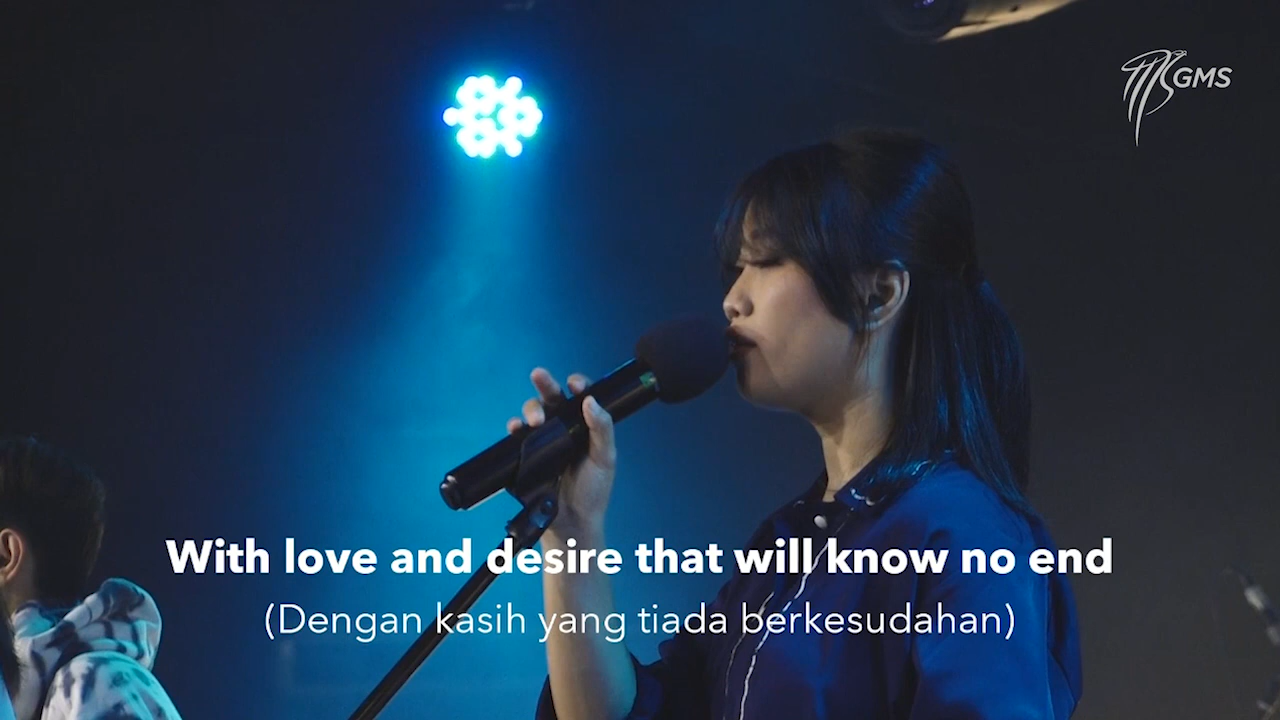 GMS
With love and desire that will know no end
(Dengan kasih yang tiada berkesudahan)